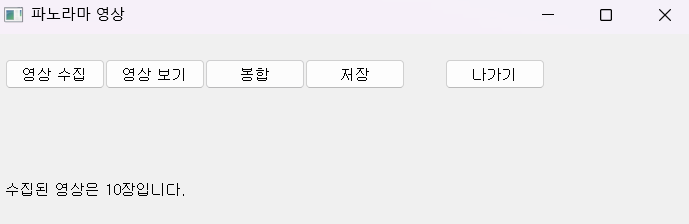 파노라마 영상
영상 수집 영상 보기 봉합 저장 나가기
수집된 영상은 10장입니다.